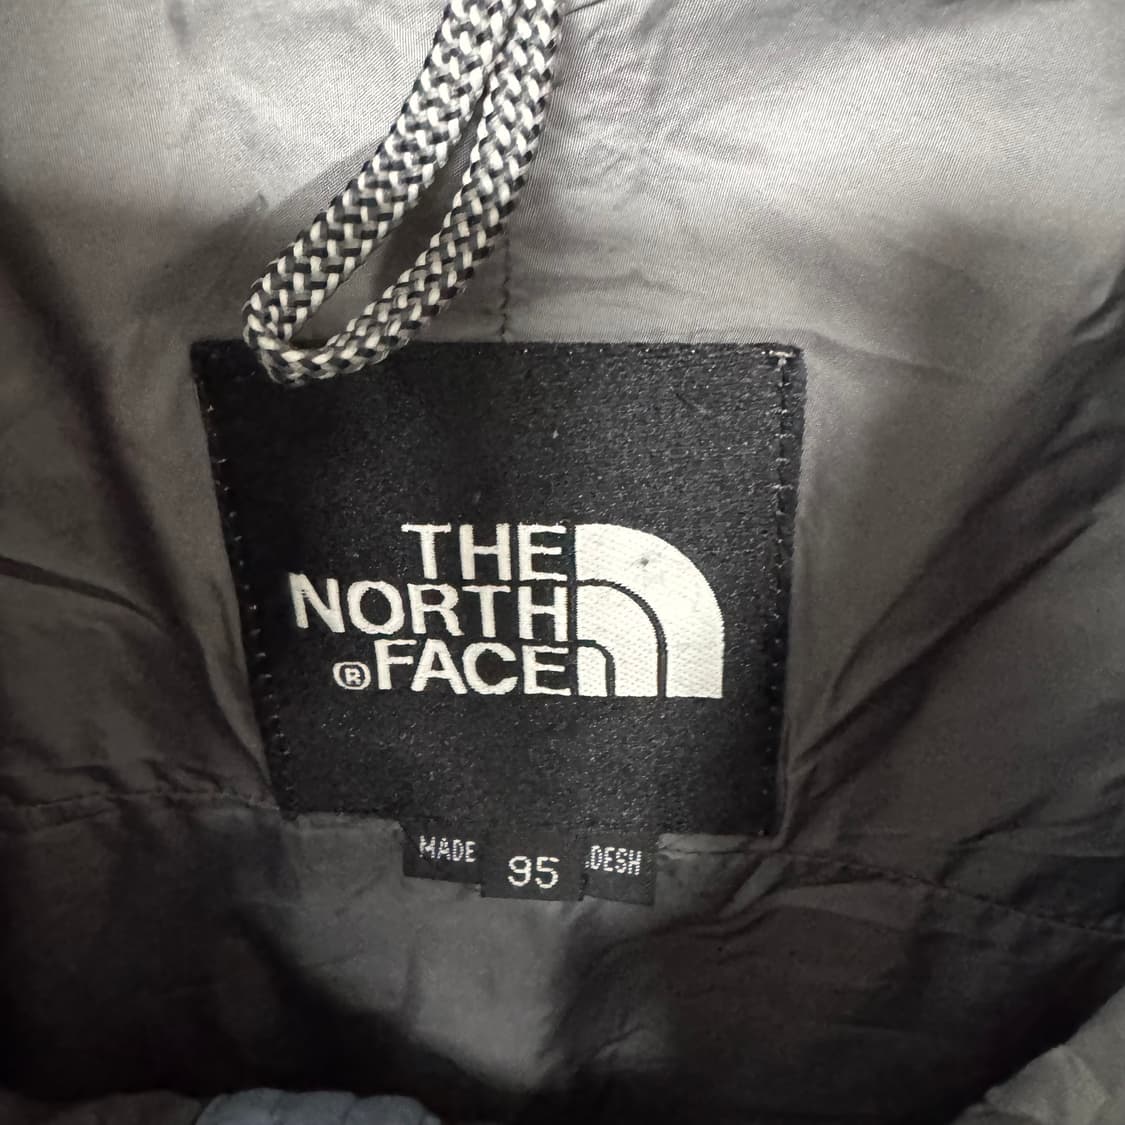 THE
NORTH
® FACE
MADE 95 DESH